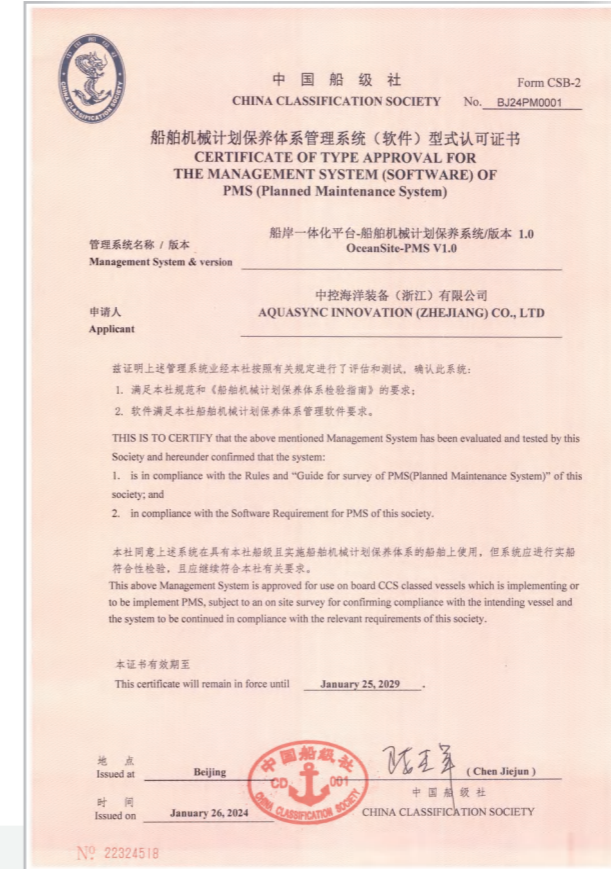 中国船级社
Form CSB-2
CHINA CLASSIFICATION SOCIETY No. BJ24PM0001
船舶机械计划保养体系管理系统（软件）型式认可证书
CERTIFICATE OF TYPE APPROVAL FOR
THE MANAGEMENT SYSTEM (SOFTWARE) OF
PMS (Planned Maintenance System)
船岸一体化平台-船舶机械计划保养系统/版本 1.0
管理系统名称 / 版本
OceanSite-PMS V1.0
Management System & version
中控海洋装备（浙江）有限公司
申请人
AQUASYNC INNOVATION (ZHEJIANG) CO., LTD
Applicant
兹证明上述管理系统业经本社按照有关规定进行了评估和测试，确认此系统:
1. 满足本社规范和《船舶机械计划保养体系检验指南》的要求;
2. 软件满足本社船舶机械计划保养体系管理软件要求。
THIS IS TO CERTIFY that the above mentioned Management System has been evaluated and tested by this
Society and hereunder confirmed that the system:
1. is in compliance with the Rules and “Guide for survey of PMS(Planned Maintenance System)” of this
society; and
2. in compliance with the Software Requirement for PMS of this society.
本社同意上述系统在具有本社船级且实施船舶机械计划保养体系的船舶上使用，但系统应进行实船
符合性检验，且应继续符合本社有关要求。
This above Management System is approved for use on board CCS classed vessels which is implementing or
to be implement PMS, subject to an on site survey for confirming compliance with the intending vessel and
the system to be continued in compliance with the relevant requirements of this society.
本证书有效期至
This certificate will remain in force until January 25, 2029 .
地 点
Issued at Beijing
中国船级社
CD 001
CHINA CLASSIFICATION SOCIETY
( Chen Jiejun )
中国船级社
时 间
Issued on January 26, 2024
CHINA CLASSIFICATION SOCIETY
№ 22324518